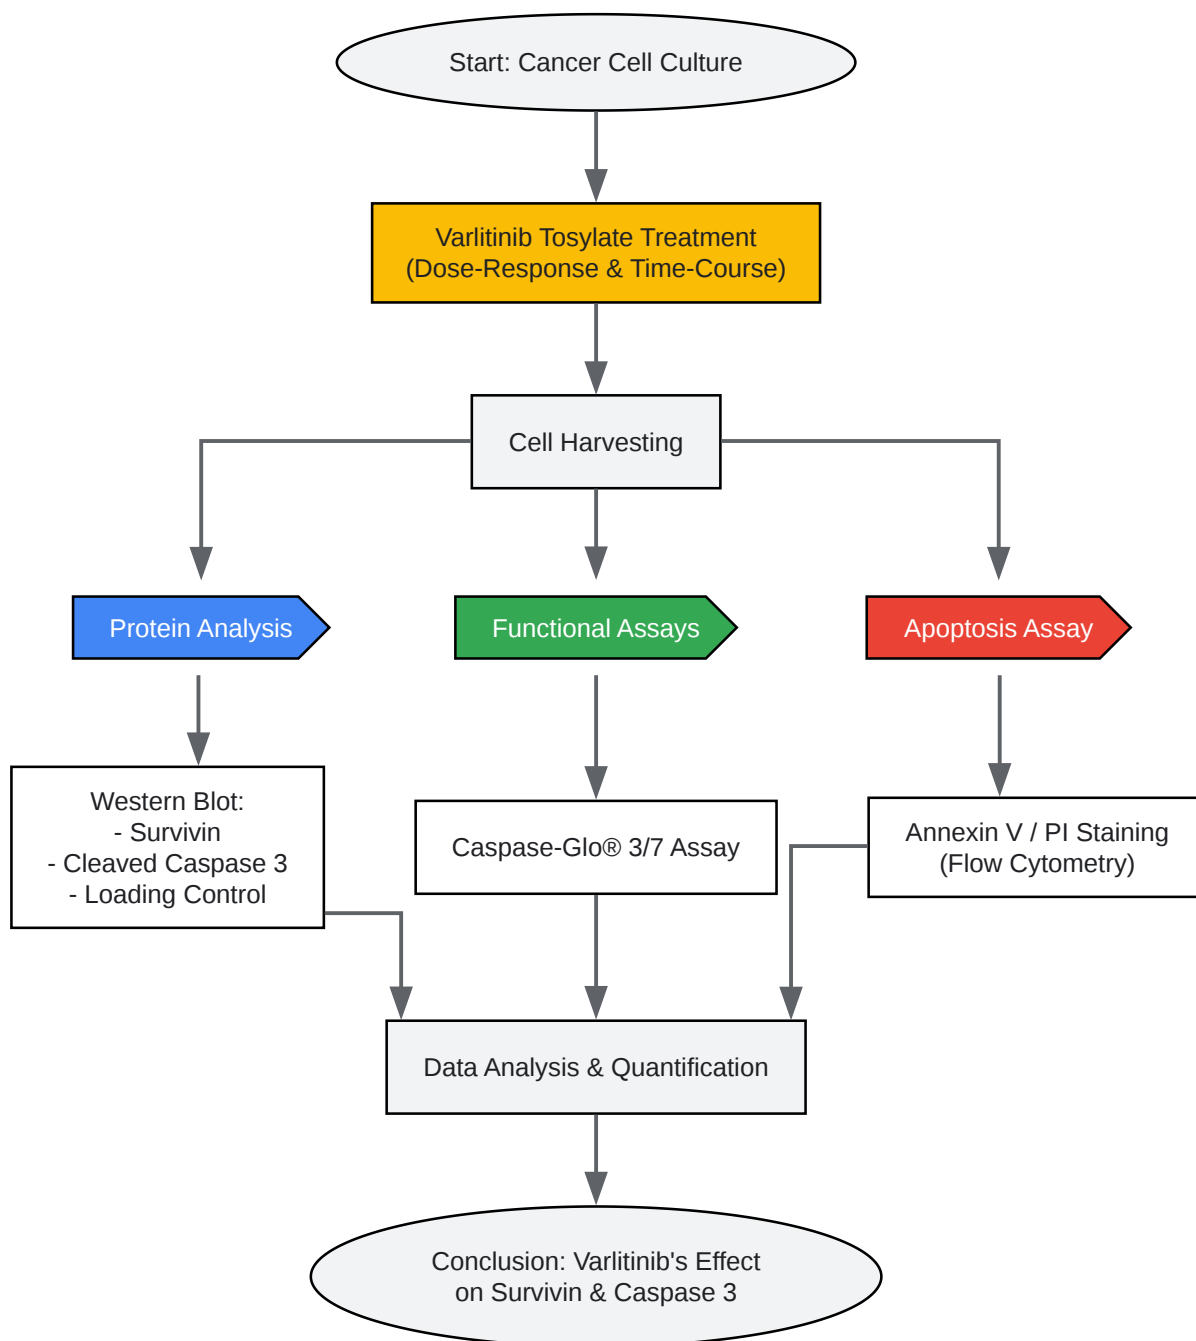 Start: Cancer Cell Culture
Varlitinib Tosylate Treatment
(Dose-Response & Time-Course)
Cell Harvesting
Protein Analysis
Functional Assays
Apoptosis Assay
Western Blot:
- Survivin
- Cleaved Caspase 3
- Loading Control
Caspase-Glo® 3/7 Assay
Annexin V / PI Staining
(Flow Cytometry)
Data Analysis & Quantification
Conclusion: Varlitinib's Effect
on Survivin & Caspase 3